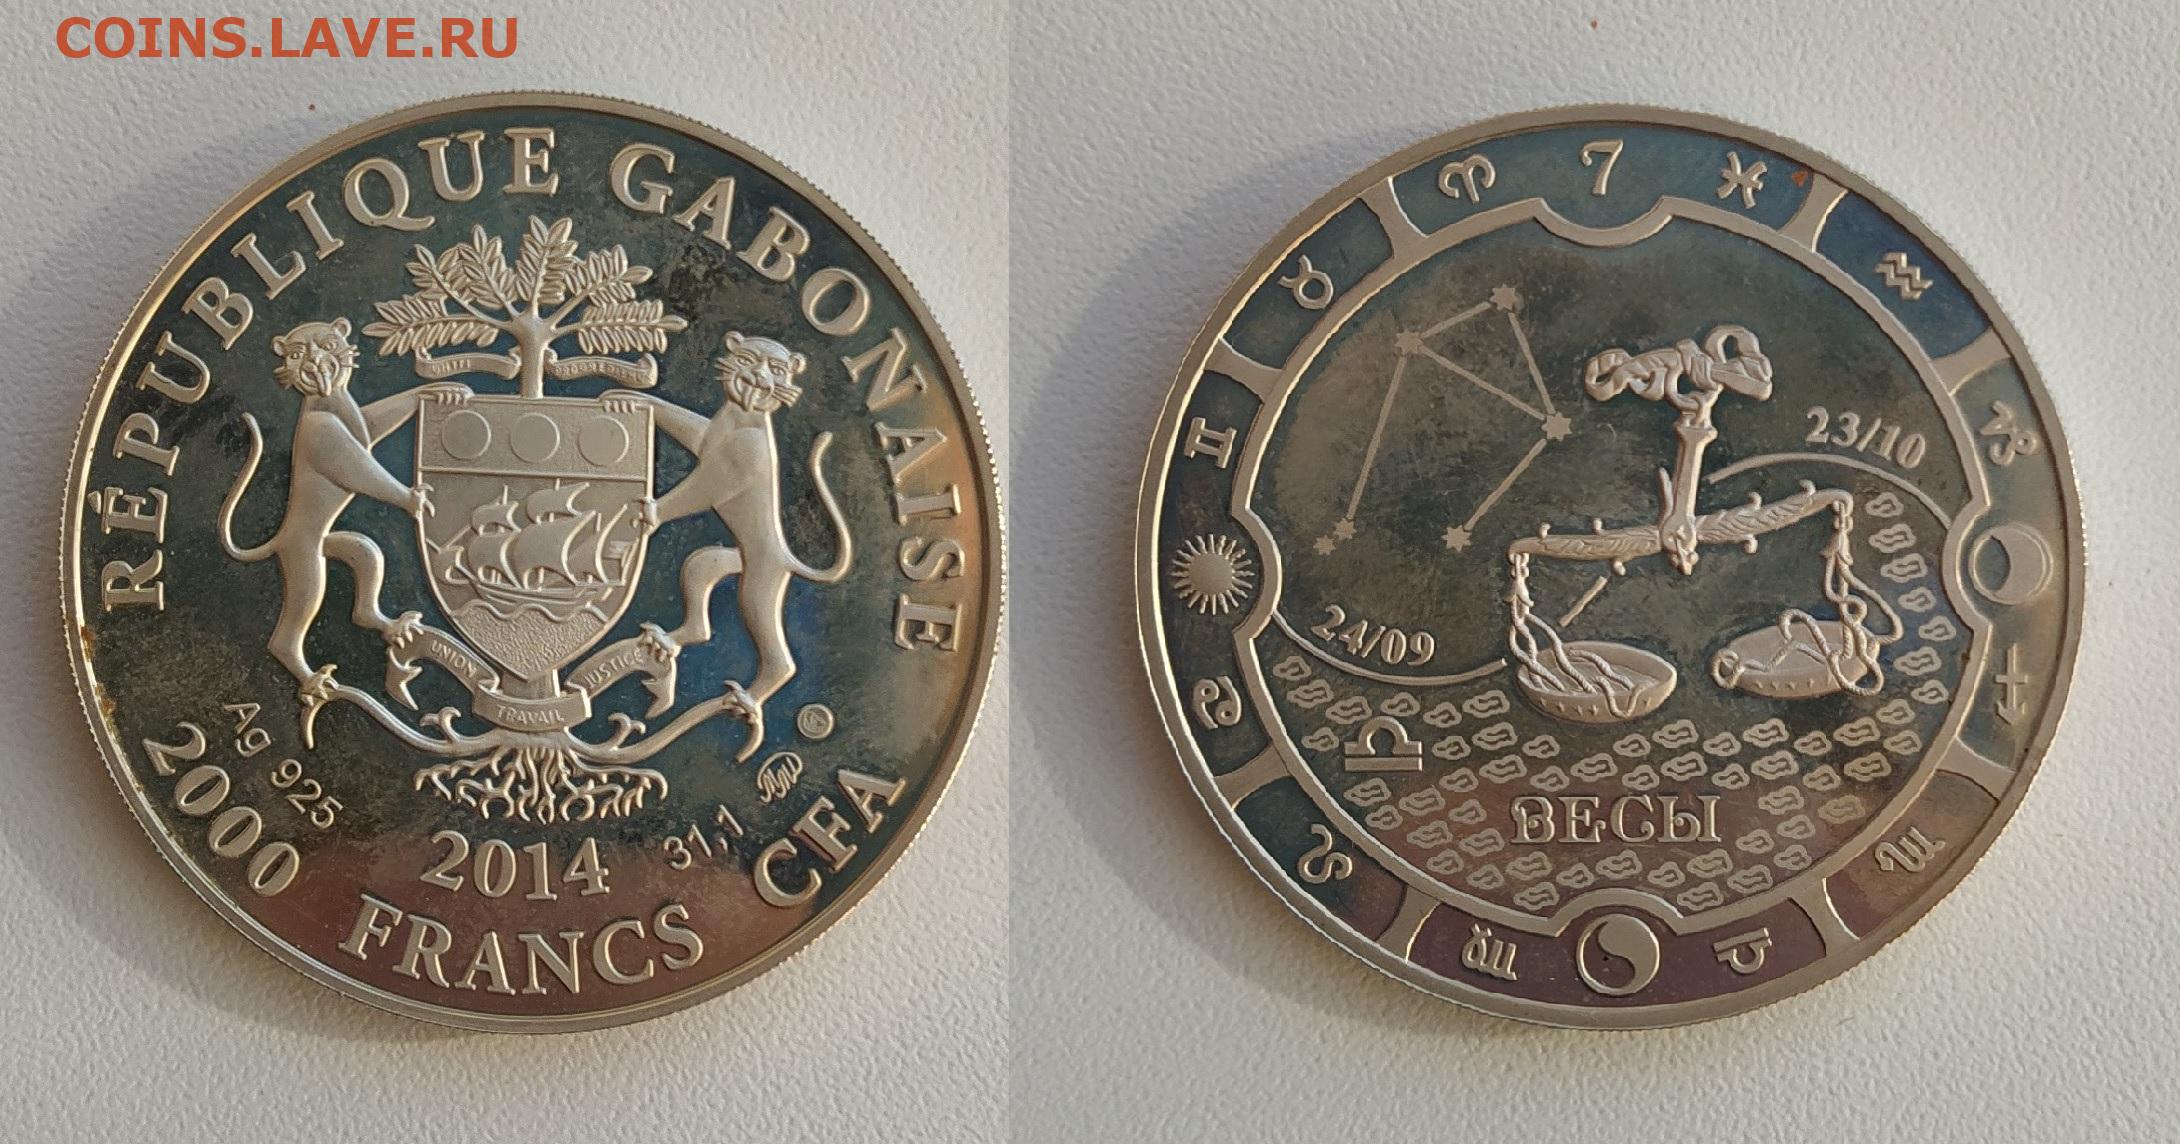 COINS.LAVE.RU
RÉPUBLIQUE GABONAISE
UNION TRAVAIL JUSTICE
Ag 925
31,1
2014
2000 FRANCS CFA
7
23/10
24/09
ВЕСЫ